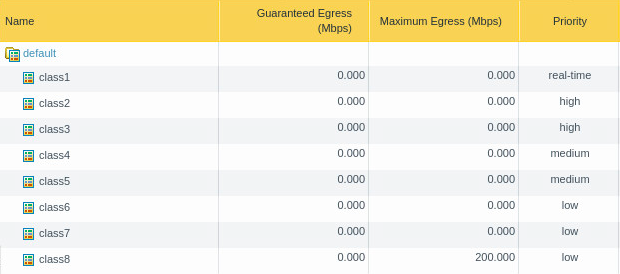 Name Guaranteed Egress (Mbps) Maximum Egress (Mbps) Priority
default
class1 0.000 0.000 real-time
class2 0.000 0.000 high
class3 0.000 0.000 high
class4 0.000 0.000 medium
class5 0.000 0.000 medium
class6 0.000 0.000 low
class7 0.000 0.000 low
class8 0.000 200.000 low